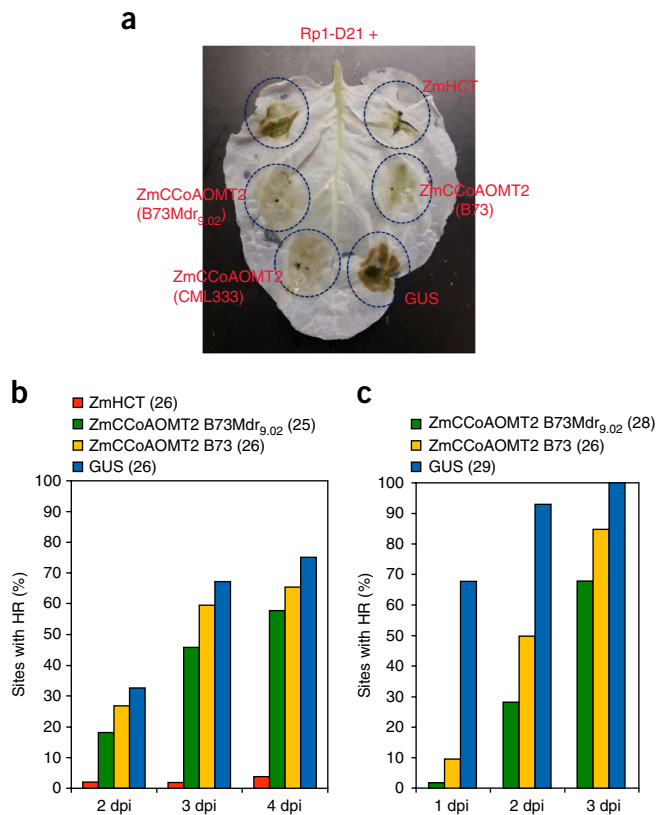 a
Rp1-D21 +
ZmHCT
ZmCCoAOMT2
(B73Mdr9.02)
ZmCCoAOMT2
(B73)
ZmCCoAOMT2
(CML333)
GUS
b
ZmHCT (26)
ZmCCoAOMT2 B73Mdr9.02 (25)
ZmCCoAOMT2 B73 (26)
GUS (26)
Sites with HR (%)
100
90
80
70
60
50
40
30
20
10
0
2 dpi 3 dpi 4 dpi
c
ZmCCoAOMT2 B73Mdr9.02 (28)
ZmCCoAOMT2 B73 (26)
GUS (29)
Sites with HR (%)
100
90
80
70
60
50
40
30
20
10
0
1 dpi 2 dpi 3 dpi